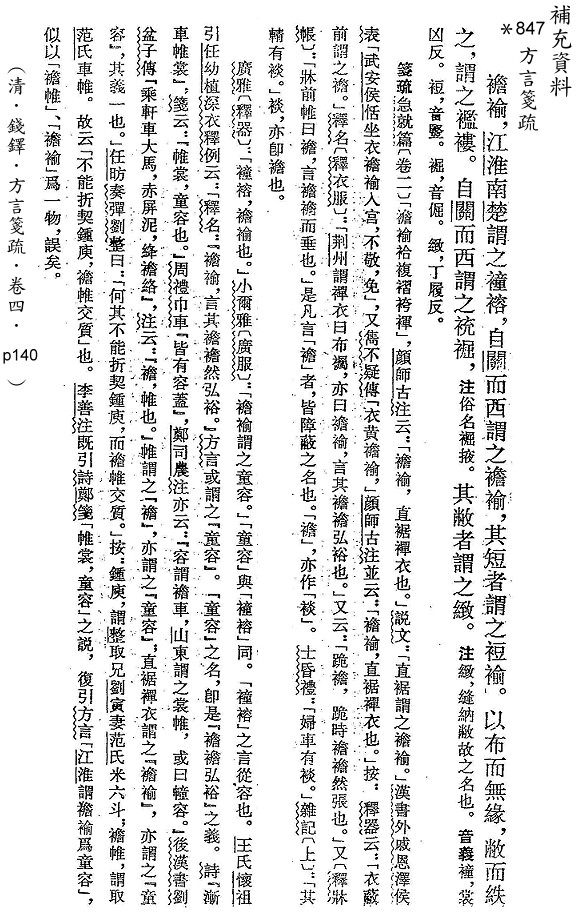 補充資料
*847 方言箋疏
襜褕，江淮南楚謂之䆹裕，自關而西謂之襜褕，其短者謂之裋褕。以布而無緣，敝而紩
之，謂之襤褸。自關而西謂之𧘪裾，注俗名裾掖。其敝者謂之緻。注緻，縫納敝故之名也。音義𧝎，裳
凶反。裋，音豎。裾，音倔。緻，丁履反。
箋疏急就篇〔卷二〕：「襜褕袷複褶袴褌」，顏師古注云：「襜褕，直裾襌衣也。」說文：「直裾謂之襜褕。」漢書外戚恩澤侯
表「武安侯恬坐衣襜褕入宮，不敬，免」，又雋不疑傳「衣黃襜褕」，顏師古注並云：「襜褕，直裾襌衣也。」按：釋器云：「衣蔽
前謂之襜。」釋名〔釋衣服〕：「荊州謂襌衣曰布䙱，亦曰襜褕，言其襜襜弘裕也。」又云：「跪襜，跪時襜襜然張也。」又〔釋牀
帳〕：「牀前帷曰襜，言襜襜而垂也。」是凡言「襜」者，皆障蔽之名也。「襜」，亦作「裧」。士昏禮：「婦車有裧。」雜記〔上〕：「其
輤有裧。」裧，亦卽襜也。
廣雅〔釋器〕：「𧝎裕，襜褕也。」小爾雅〔廣服〕：「襜褕謂之童容。」「童容」與「𧝎裕」同。「𧝎裕」之言從容也。王氏懷祖
引任幼植深衣釋例云：「釋名：『襜褕，言其襜襜然弘裕。』方言或謂之『童容』。『童容』之名，卽是『襜襜弘裕』之義。詩『漸
車帷裳』，箋云：『帷裳，童容也。』周禮巾車『皆有容蓋』，鄭司農注亦云：『容謂襜車，山東謂之裳帷，或曰幢容。』後漢書劉
盆子傳『乘軒車大馬，赤屏泥，絳襜絡』，注云：『襜，帷也。』帷謂之『襜』，亦謂之『童容』，直裾襌衣謂之『襜褕』，亦謂之『童
容』，其義一也。」任昉奏彈劉整曰：「何其不能折契鍾庾，而襜帷交質。」按：鍾庾，謂整取兄劉寅妻范氏米六斗；襜帷，謂取
范氏車帷。故云「不能折契鍾庾，襜帷交質」也。李善注既引詩鄭箋「帷裳，童容」之說，復引方言「江淮謂襜褕爲童容」，
似以「襜帷」、「襜褕」爲一物，誤矣。
（清．錢繹．方言箋疏．卷四．p140）